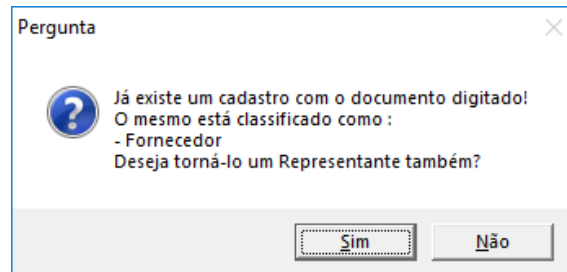 Pergunta
Já existe um cadastro com o documento digitado!
O mesmo está classificado como :
- Fornecedor
Deseja torná-lo um Representante também?
Sim
Não